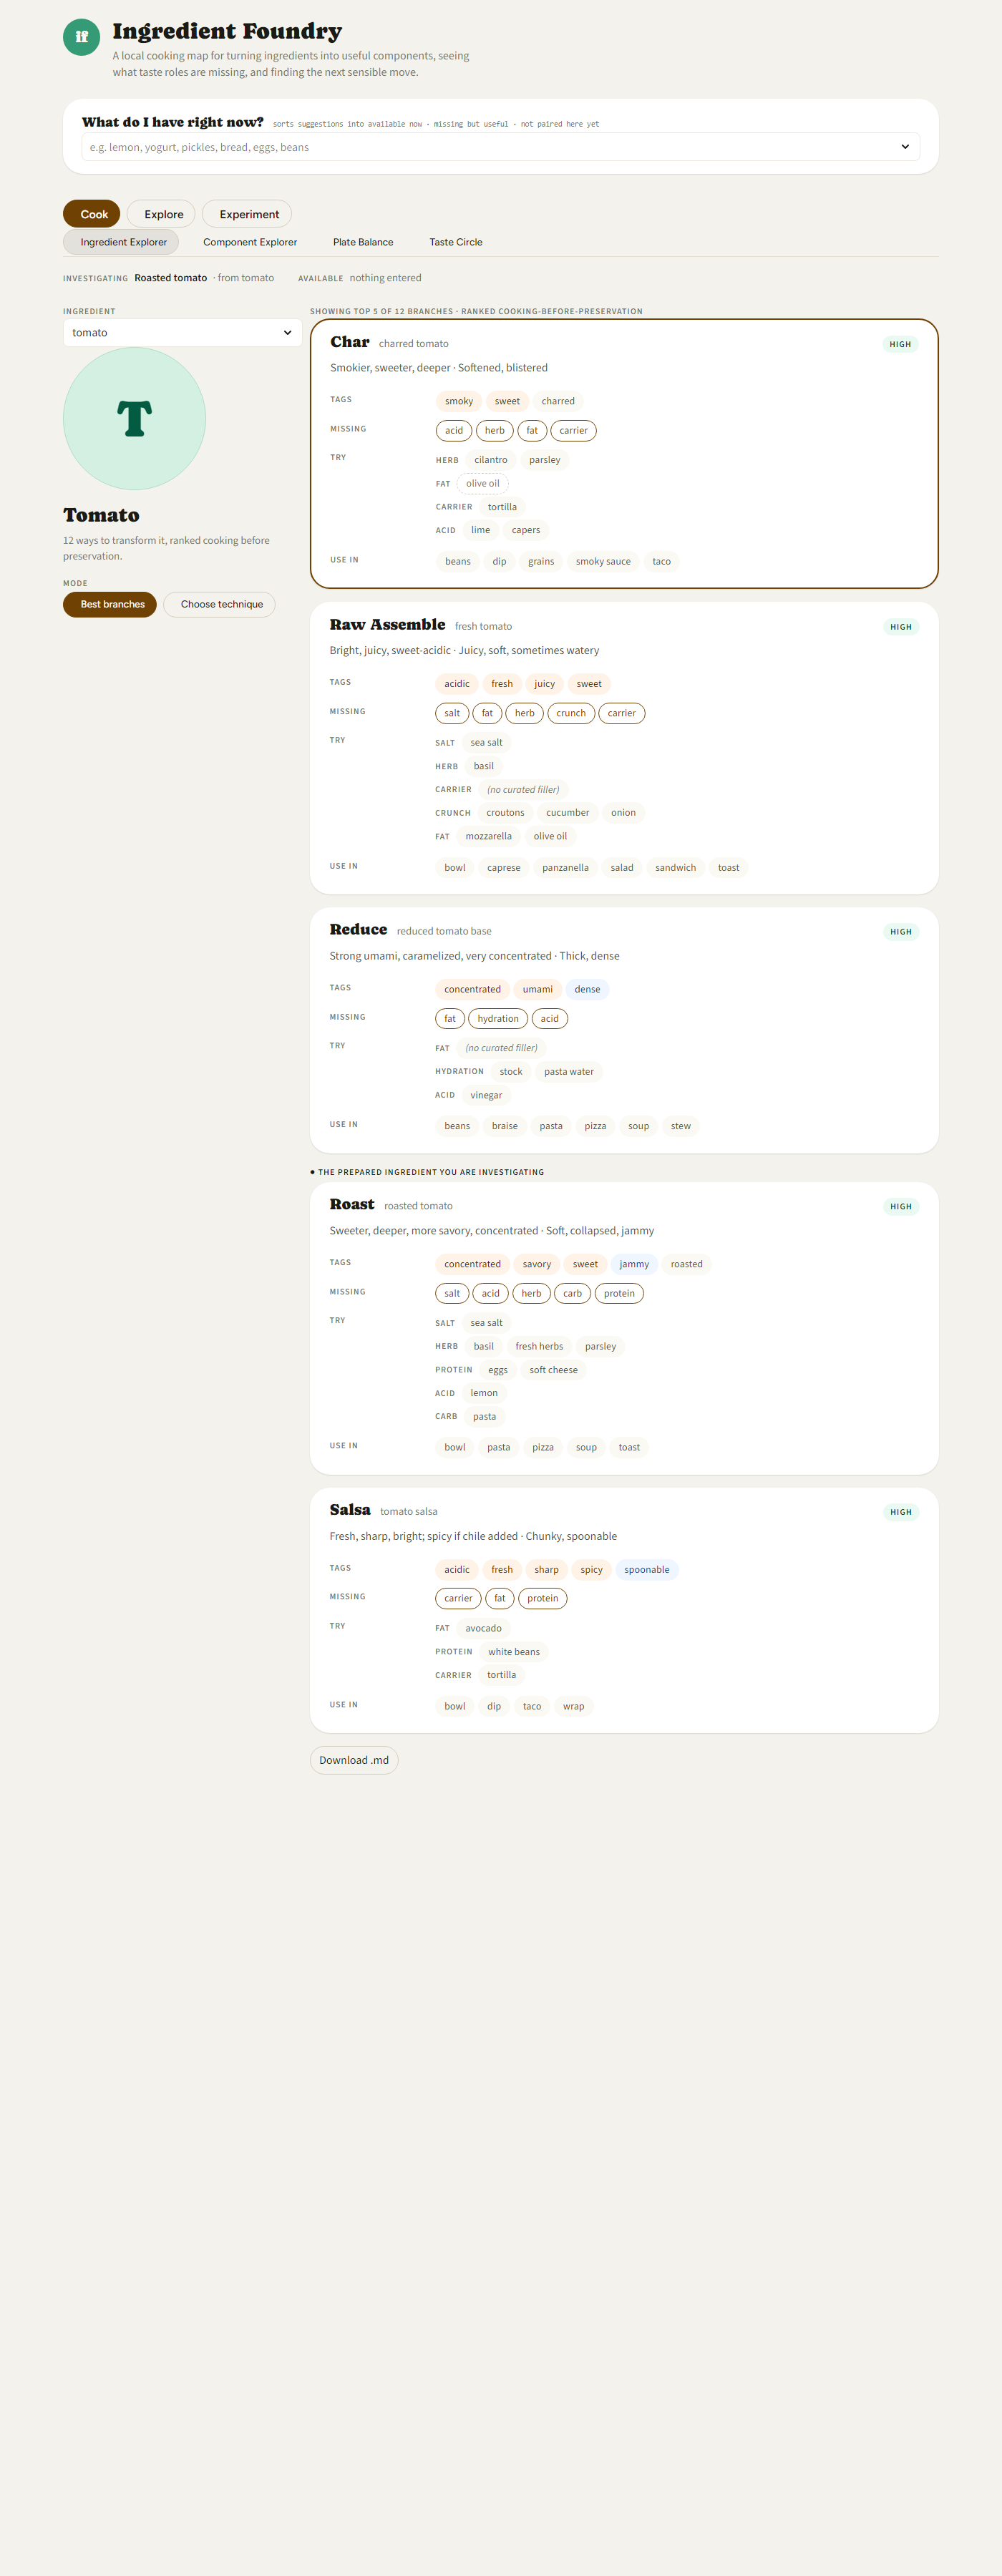 if
Ingredient Foundry
A local cooking map for turning ingredients into useful components, seeing
what taste roles are missing, and finding the next sensible move.
What do I have right now? sorts suggestions into available now · missing but useful · not paired here yet
e.g. lemon, yogurt, pickles, bread, eggs, beans
Cook Explore Experiment
Ingredient Explorer Component Explorer Plate Balance Taste Circle
INVESTIGATING Roasted tomato · from tomato AVAILABLE nothing entered
INGREDIENT
tomato
T
Tomato
12 ways to transform it, ranked cooking before
preservation.
MODE
Best branches Choose technique
SHOWING TOP 5 OF 12 BRANCHES · RANKED COOKING-BEFORE-PRESERVATION
Char charred tomato HIGH
Smokier, sweeter, deeper · Softened, blistered
TAGS smoky sweet charred
MISSING acid herb fat carrier
TRY HERB cilantro parsley
FAT olive oil
CARRIER tortilla
ACID lime capers
USE IN beans dip grains smoky sauce taco
Raw Assemble fresh tomato HIGH
Bright, juicy, sweet-acidic · Juicy, soft, sometimes watery
TAGS acidic fresh juicy sweet
MISSING salt fat herb crunch carrier
TRY SALT sea salt
HERB basil
CARRIER (no curated filler)
CRUNCH croutons cucumber onion
FAT mozzarella olive oil
USE IN bowl caprese panzanella salad sandwich toast
Reduce reduced tomato base HIGH
Strong umami, caramelized, very concentrated · Thick, dense
TAGS concentrated umami dense
MISSING fat hydration acid
TRY FAT (no curated filler)
HYDRATION stock pasta water
ACID vinegar
USE IN beans braise pasta pizza soup stew
● THE PREPARED INGREDIENT YOU ARE INVESTIGATING
Roast roasted tomato HIGH
Sweeter, deeper, more savory, concentrated · Soft, collapsed, jammy
TAGS concentrated savory sweet jammy roasted
MISSING salt acid herb carb protein
TRY SALT sea salt
HERB basil fresh herbs parsley
PROTEIN eggs soft cheese
ACID lemon
CARB pasta
USE IN bowl pasta pizza soup toast
Salsa tomato salsa HIGH
Fresh, sharp, bright; spicy if chile added · Chunky, spoonable
TAGS acidic fresh sharp spicy spoonable
MISSING carrier fat protein
TRY FAT avocado
PROTEIN white beans
CARRIER tortilla
USE IN bowl dip taco wrap
Download .md